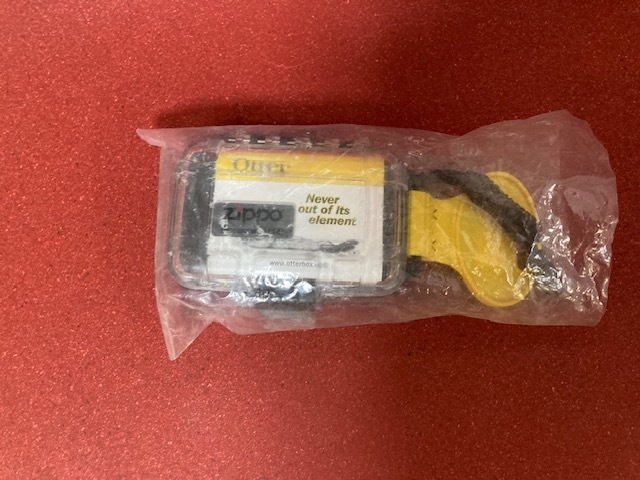 Otter
Never
out of its
element
zippo
www.otterbox.com